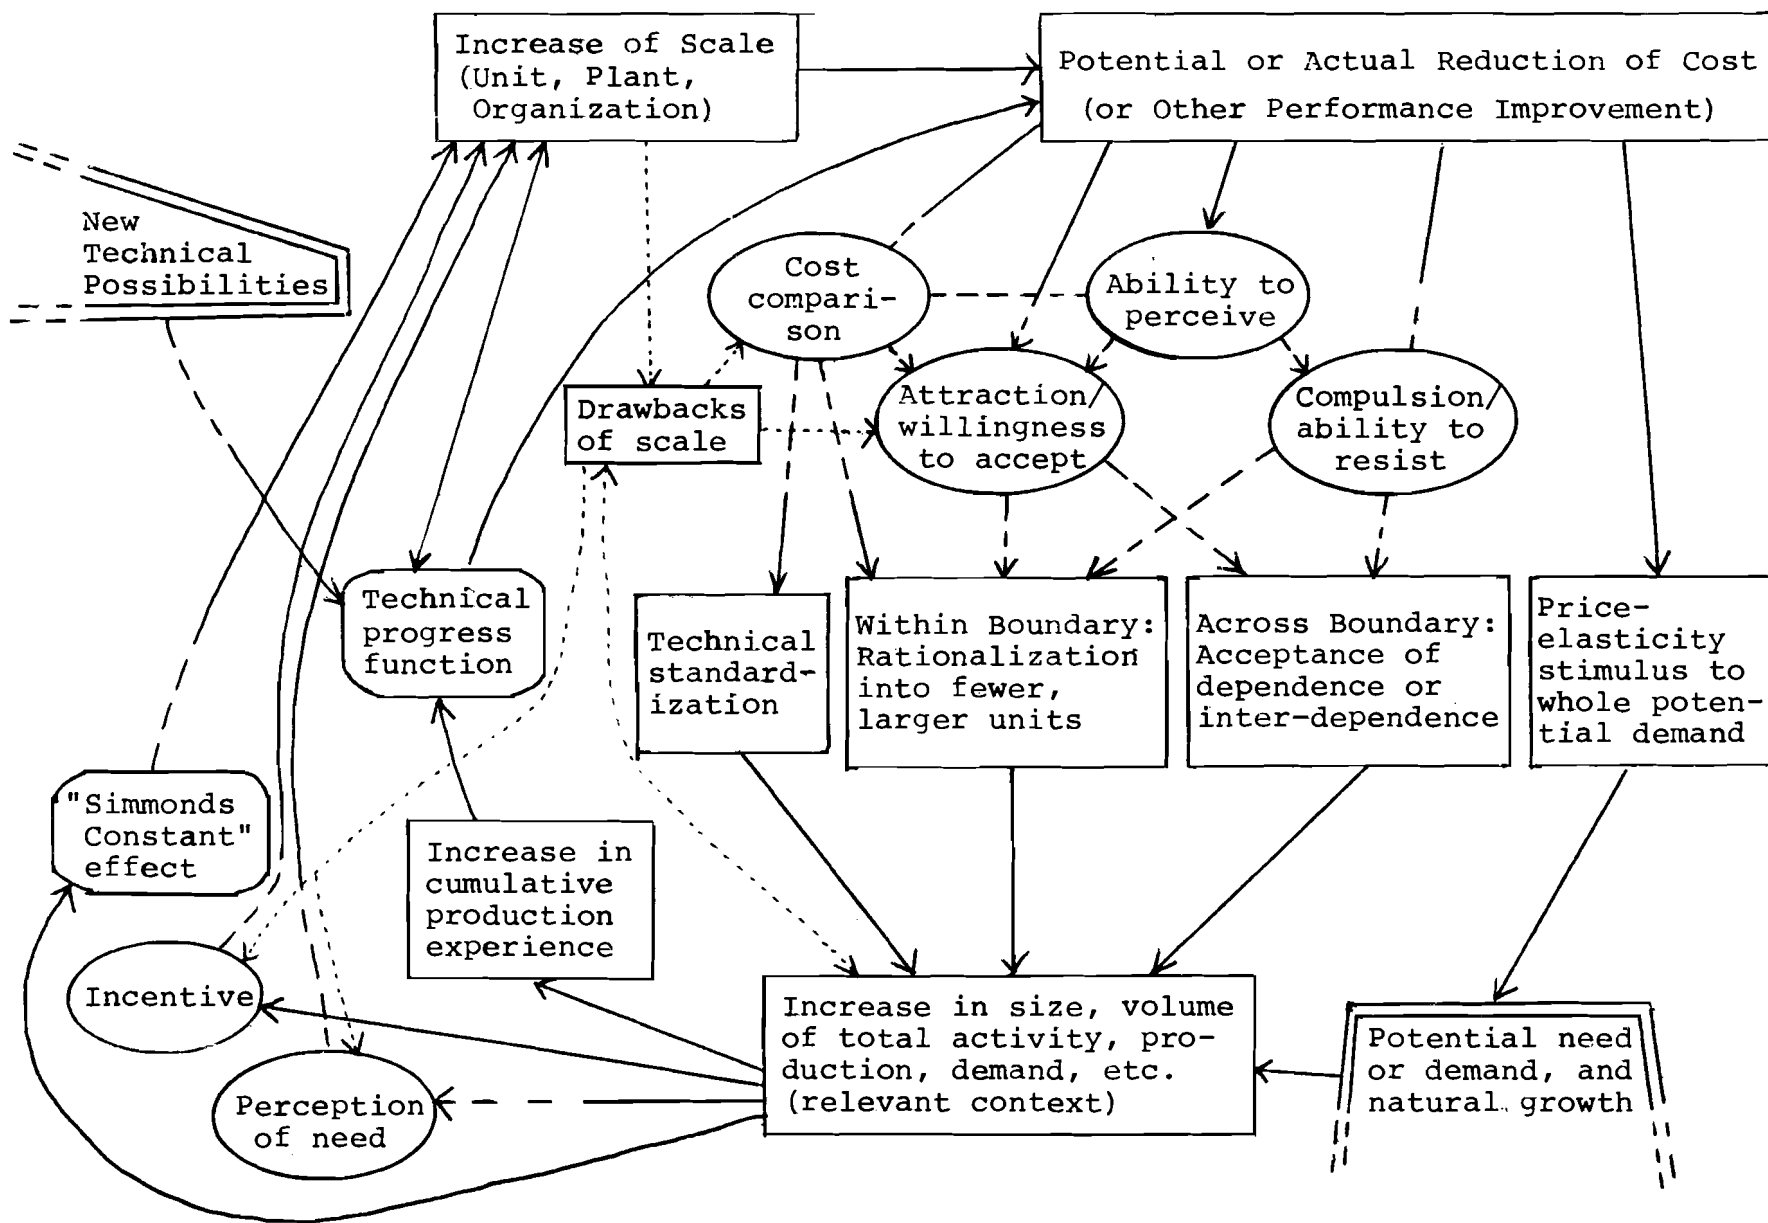 Increase of Scale
(Unit, Plant,
Organization)
Potential or Actual Reduction of Cost
(or Other Performance Improvement)
New
Technical
Possibilities
Cost
compari-
son
Ability to
perceive
Drawbacks
of scale
Attraction/
willingness
to accept
Compulsion/
ability to
resist
Technical
progress
function
Technical
standard-
ization
Within Boundary:
Rationalization
into fewer,
larger units
Across Boundary:
Acceptance of
dependence or
inter-dependence
Price-
elasticity
stimulus to
whole poten-
tial demand
"Simmonds
Constant"
effect
Increase in
cumulative
production
experience
Incentive
Perception
of need
Increase in size, volume
of total activity, pro-
duction, demand, etc.
(relevant context)
Potential need
or demand, and
natural growth